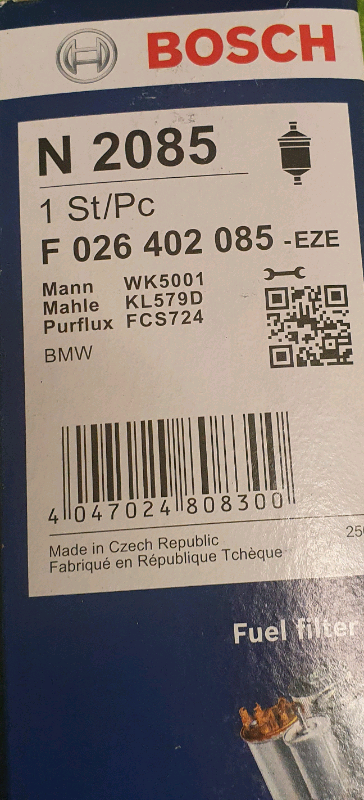 BOSCH
N 2085
1 St/Pc
F 026 402 085 -EZE
Mann WK5001
Mahle KL579D
Purflux FCS724
BMW
4 047024 808300
Made in Czech Republic
Fabriqué en République Tchèque
Fuel filter